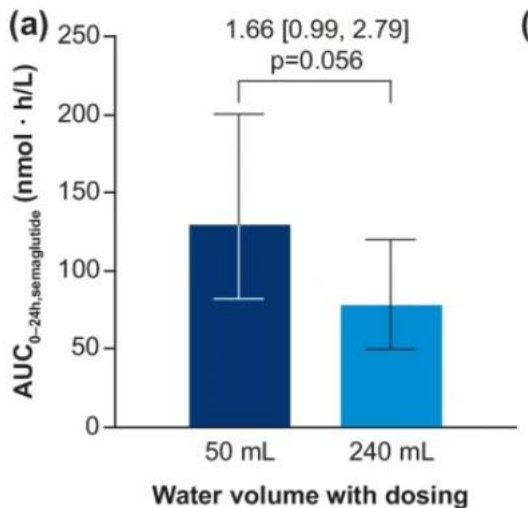 (a)
(
250
200
150
100
50
0
AUC0–24h,semaglutide (nmol · h/L)
1.66 [0.99, 2.79]
p=0.056
50 mL
240 mL
Water volume with dosing